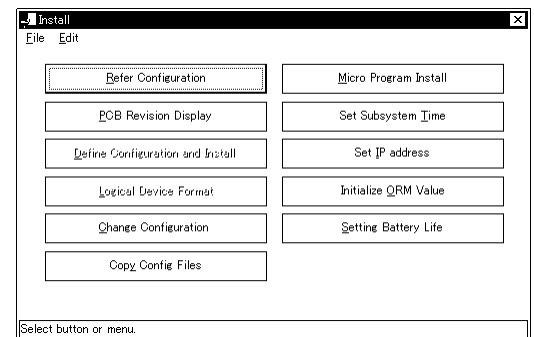 Install
File Edit
Refer Configuration
Micro Program Install
PCB Revision Display
Set Subsystem Time
Define Configuration and Install
Set IP address
Logical Device Format
Initialize ORM Value
Change Configuration
Setting Battery Life
Copy Config Files
Select button or menu.